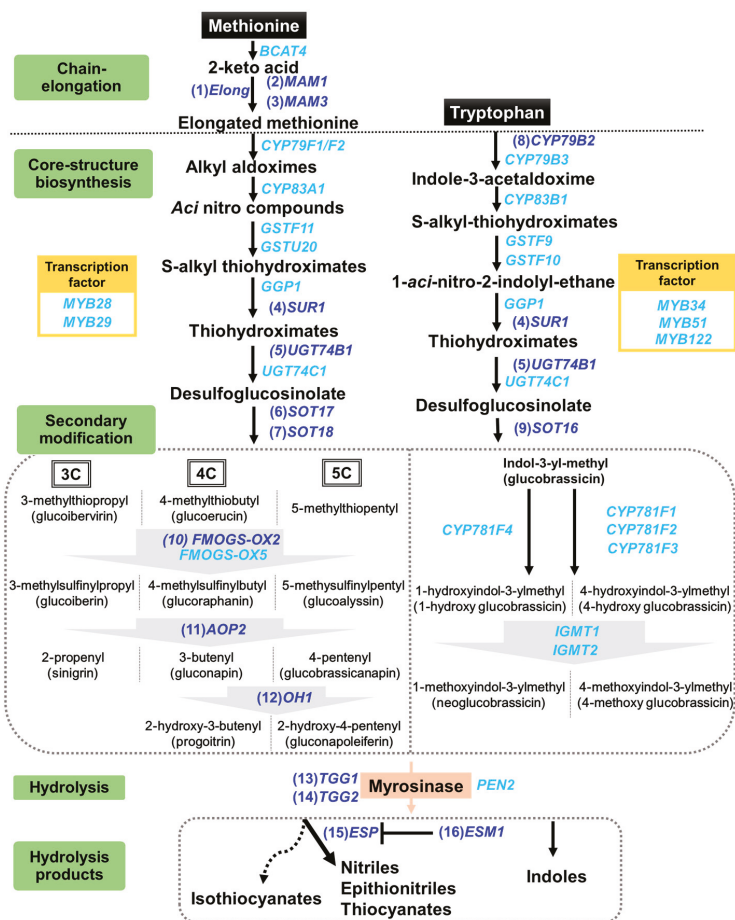 Methionine
BCAT4
Chain-
elongation
2-keto acid
(1)Elong
(2)MAM1
(3)MAM3
Elongated methionine
Tryptophan
Core-structure
biosynthesis
CYP79F1/F2
Alkyl aldoximes
CYP83A1
Aci nitro compounds
GSTF11
GSTU20
S-alkyl thiohydroximates
GGP1
(4)SUR1
Thiohydroximates
(5)UGT74B1
UGT74C1
Desulfoglucosinolate
(6)SOT17
(7)SOT18
Transcription
factor
MYB28
MYB29
(8)CYP79B2
CYP79B3
Indole-3-acetaldoxime
CYP83B1
S-alkyl-thiohydroximates
GSTF9
GSTF10
1-aci-nitro-2-indolyl-ethane
GGP1
(4)SUR1
Thiohydroximates
(5)UGT74B1
UGT74C1
Desulfoglucosinolate
(9)SOT16
Transcription
factor
MYB34
MYB51
MYB122
Secondary
modification
3C
4C
5C
3-methylthiopropyl
(glucoibervirin)
4-methylthiobutyl
(glucoerucin)
5-methylthiopentyl
(10) FMOGS-OX2
FMOGS-OX5
3-methylsulfinylpropyl
(glucoiberin)
4-methylsulfinylbutyl
(glucoraphanin)
5-methysulfinylpentyl
(glucoalyssin)
(11)AOP2
2-propenyl
(sinigrin)
3-butenyl
(gluconapin)
4-pentenyl
(glucobrassicanapin)
(12)OH1
2-hydroxy-3-butenyl
(progoitrin)
2-hydroxy-4-pentenyl
(gluconapoleiferin)
Indol-3-yl-methyl
(glucobrassicin)
CYP781F4
CYP781F1
CYP781F2
CYP781F3
1-hydroxyindol-3-ylmethyl
(1-hydroxy glucobrassicin)
4-hydroxyindol-3-ylmethyl
(4-hydroxy glucobrassicin)
IGMT1
IGMT2
1-methoxyindol-3-ylmethyl
(neoglucobrassicin)
4-methoxyindol-3-ylmethyl
(4-methoxy glucobrassicin)
Hydrolysis
(13)TGG1
(14)TGG2
Myrosinase
PEN2
Hydrolysis
products
(15)ESP
(16)ESM1
Isothiocyanates
Nitriles
Epithionitriles
Thiocyanates
Indoles